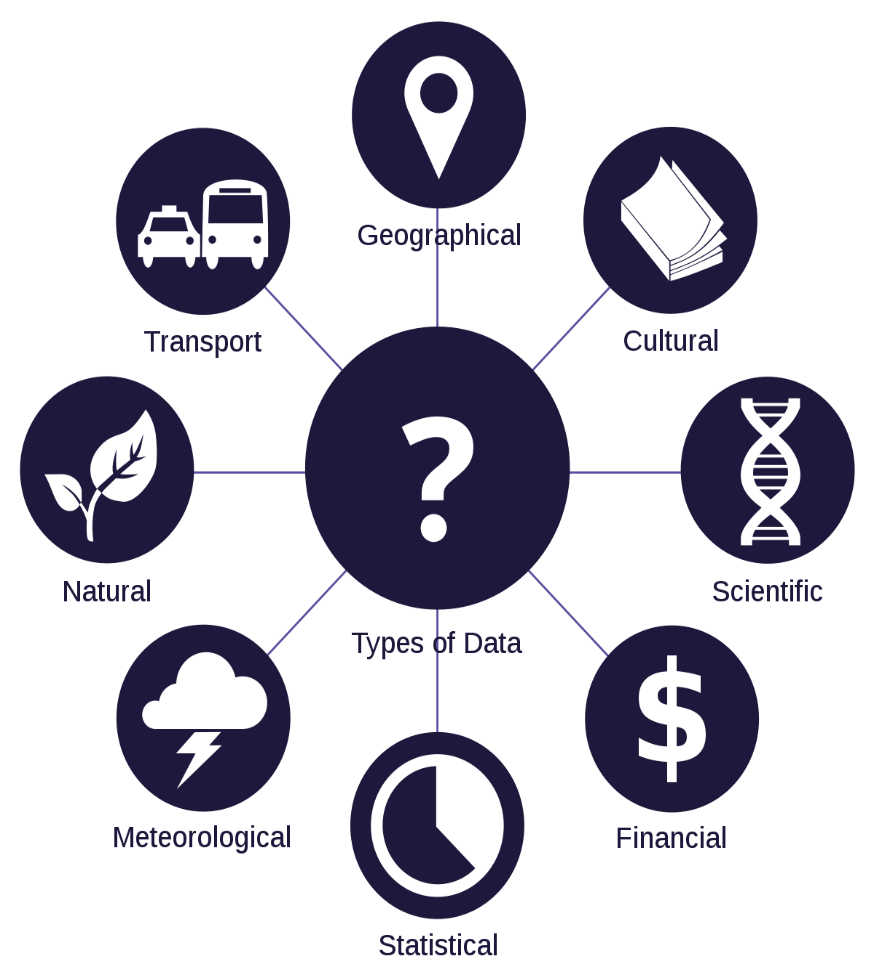 Geographical
Transport
Cultural
?
Natural
Scientific
Types of Data
$
Meteorological
Financial
Statistical